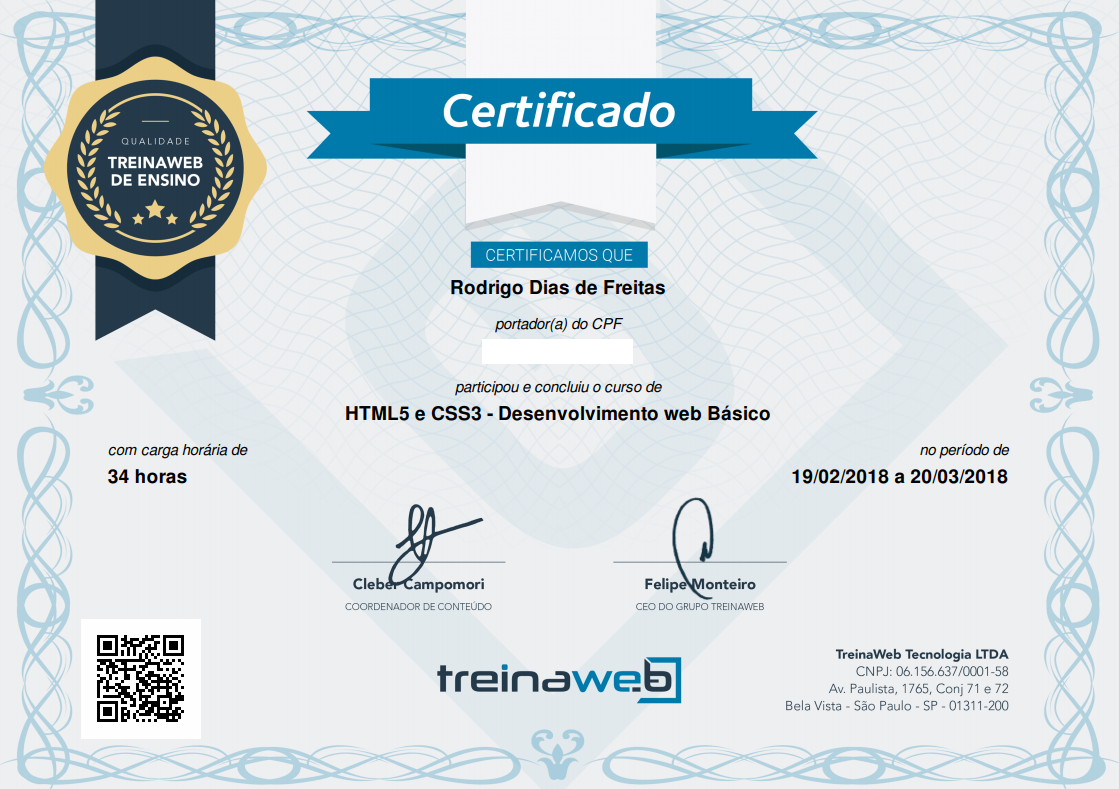 QUALIDADE
TREINAWEB
DE ENSINO
Certificado
CERTIFICAMOS QUE
Rodrigo Dias de Freitas
portador(a) do CPF
participou e concluiu o curso de
HTML5 e CSS3 - Desenvolvimento web Básico
com carga horária de
34 horas
no período de
19/02/2018 a 20/03/2018
Cleber Campomori
COORDENADOR DE CONTEÚDO
Felipe Monteiro
CEO DO GRUPO TREINAWEB
treinaweb
TreinaWeb Tecnologia LTDA
CNPJ: 06.156.637/0001-58
Av. Paulista, 1765, Conj 71 e 72
Bela Vista - São Paulo - SP - 01311-200